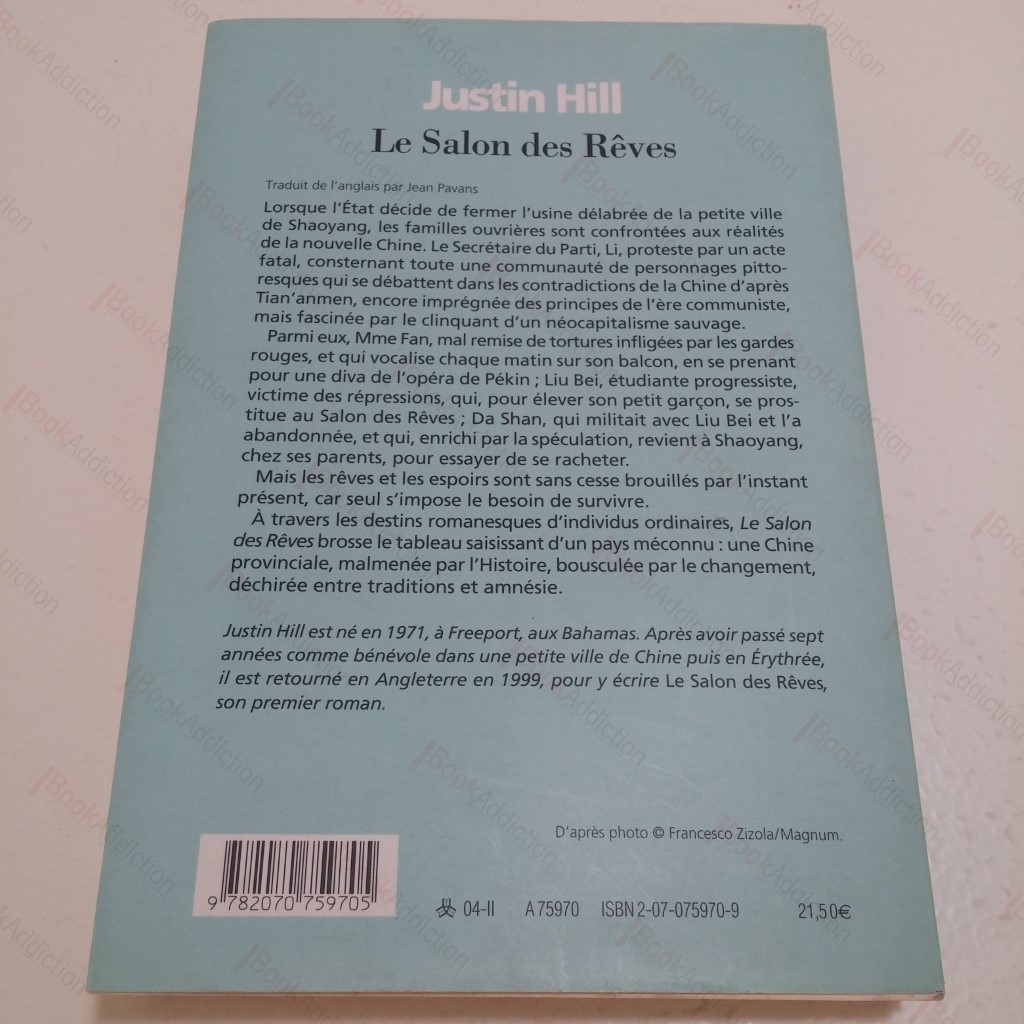 Justin Hill
Le Salon des Rêves
Traduit de l'anglais par Jean Pavans
Lorsque l'État décide de fermer l'usine délabrée de la petite ville
de Shaoyang, les familles ouvrières sont confrontées aux réalités
de la nouvelle Chine. Le Secrétaire du Parti, Li, proteste par un acte
fatal, consternant toute une communauté de personnages pitto-
resques qui se débattent dans les contradictions de la Chine d'après
Tian'anmen, encore imprégnée des principes de l'ère communiste,
mais fascinée par le clinquant d'un néocapitalisme sauvage.
Parmi eux, Mme Fan, mal remise de tortures infligées par les gardes
rouges, et qui vocalise chaque matin sur son balcon, en se prenant
pour une diva de l'opéra de Pékin ; Liu Bei, étudiante progressiste,
victime des répressions, qui, pour élever son petit garçon, se pros-
titue au Salon des Rêves ; Da Shan, qui militait avec Liu Bei et l'a
abandonnée, et qui, enrichi par la spéculation, revient à Shaoyang,
chez ses parents, pour essayer de se racheter.
Mais les rêves et les espoirs sont sans cesse brouillés par l'instant
présent, car seul s'impose le besoin de survivre.
À travers les destins romanesques d'individus ordinaires, Le Salon
des Rêves brosse le tableau saisissant d'un pays méconnu : une Chine
provinciale, malmenée par l'Histoire, bousculée par le changement,
déchirée entre traditions et amnésie.
Justin Hill est né en 1971, à Freeport, aux Bahamas. Après avoir passé sept
années comme bénévole dans une petite ville de Chine puis en Érythrée,
il est retourné en Angleterre en 1999, pour y écrire Le Salon des Rêves,
son premier roman.
D'après photo © Francesco Zizola/Magnum.
9 782070 759705
04-II A 75970 ISBN 2-07-075970-9 21,50€
BookAddiction